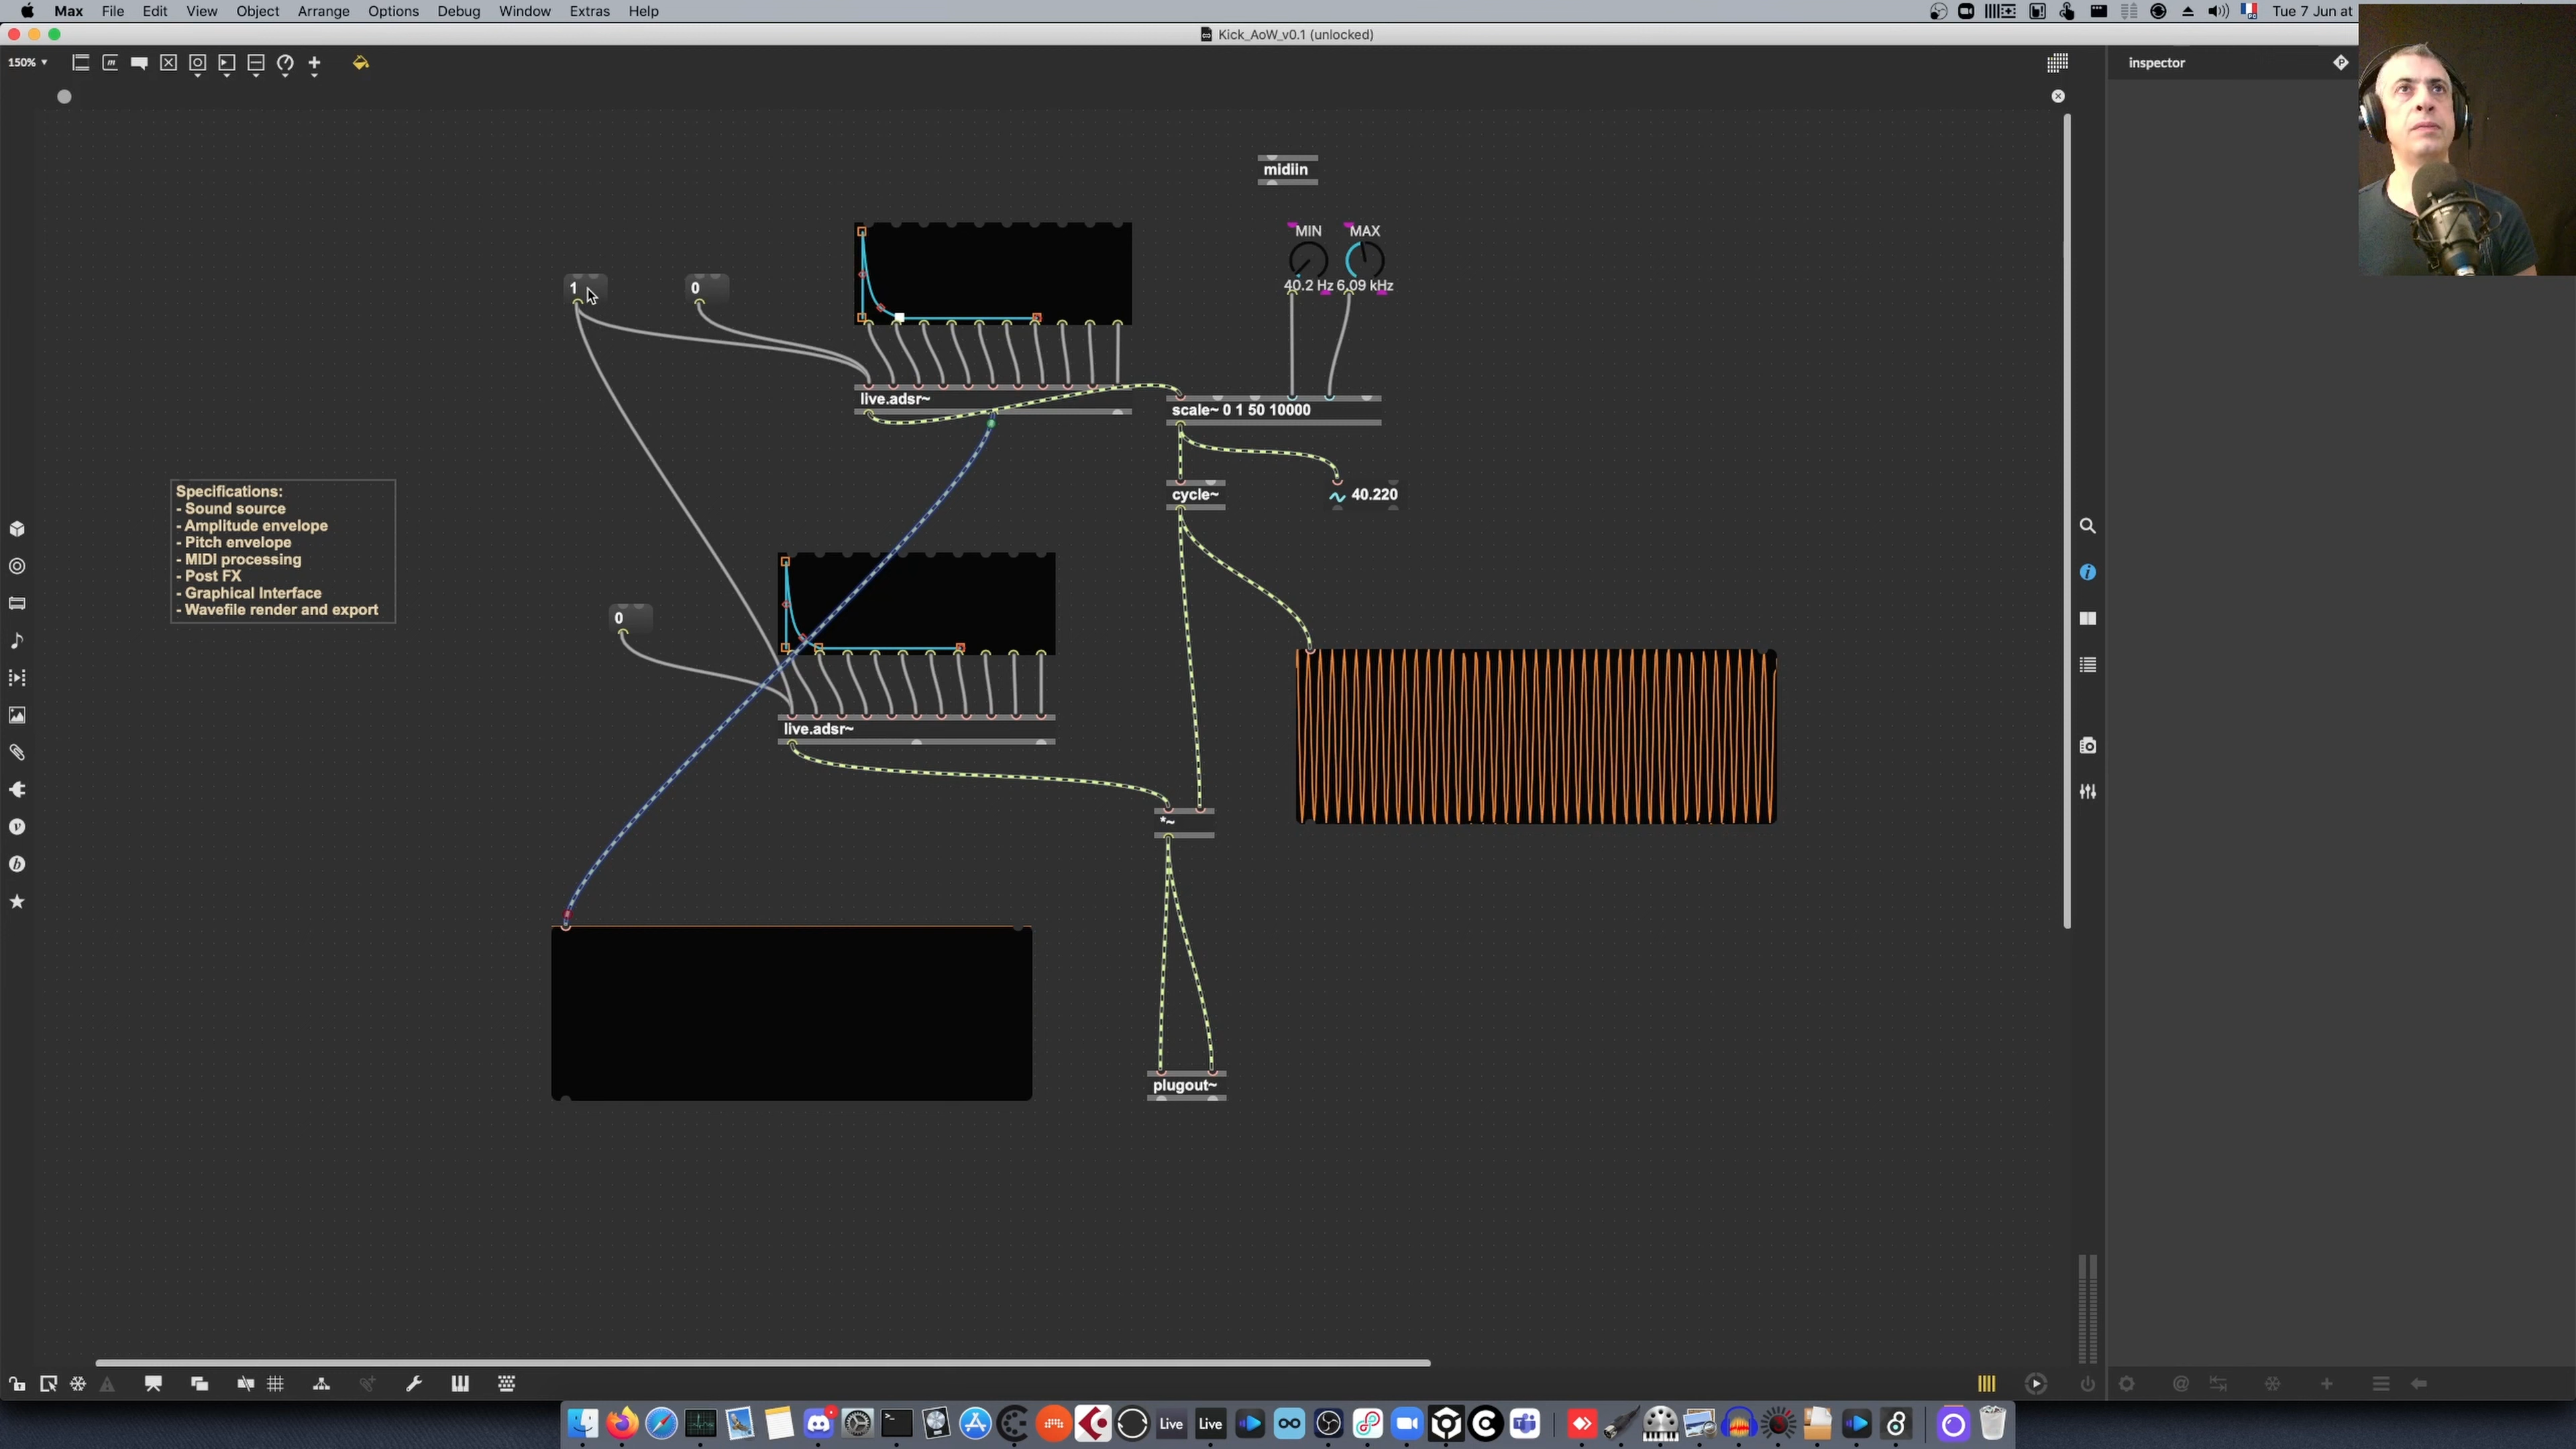 Max File Edit View Object Arrange Options Debug Window Extras Help
Tue 7 Jun at
Kick_AoW_v0.1 (unlocked)
150%
inspector
midiin
MIN MAX
40.2 Hz 6.09 kHz
1
0
live.adsr~
scale~ 0 1 50 10000
cycle~
40.220
Specifications:
- Sound source
- Amplitude envelope
- Pitch envelope
- MIDI processing
- Post FX
- Graphical Interface
- Wavefile render and export
0
live.adsr~
*~
plugout~
Live
Live